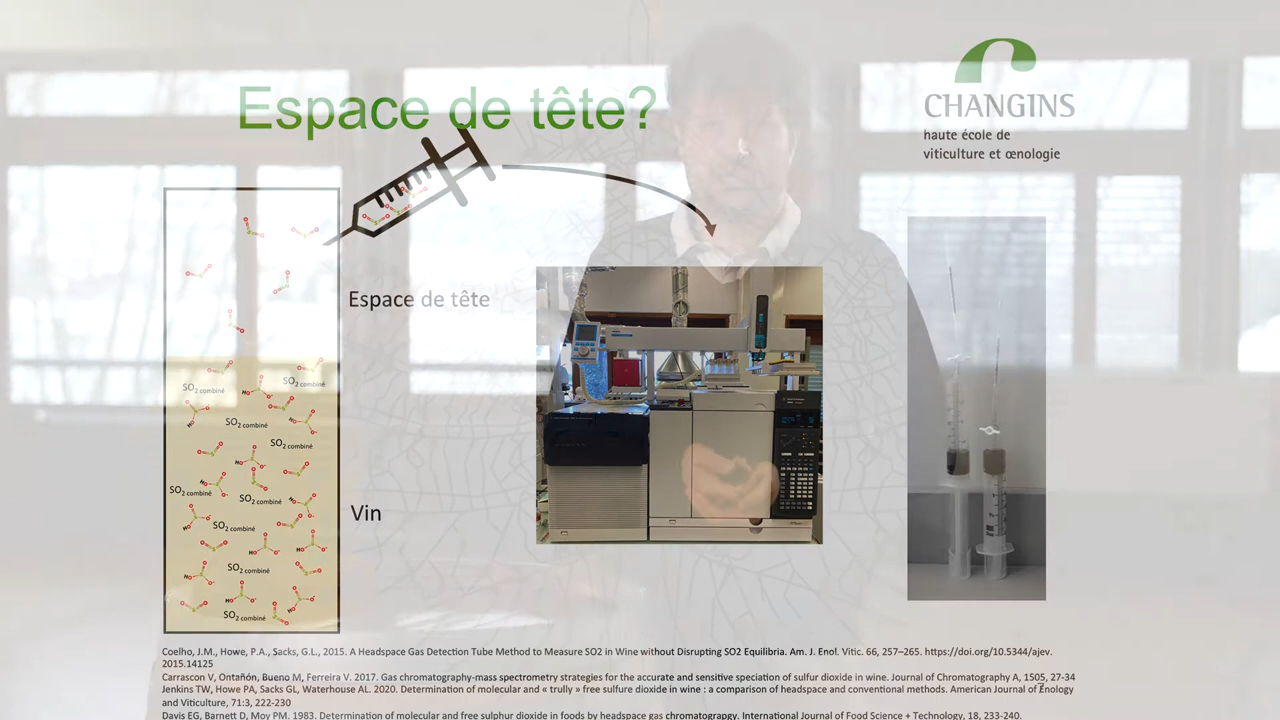 Espace de tête?
CHANGINS
haute école de
viticulture et œnologie
Espace de tête
SO2 combiné
SO2 combiné
SO2 combiné
SO2 combiné
SO2 combiné
SO2 combiné
SO2 combiné
SO2 combiné
SO2 combiné
Vin
Coelho, J.M., Howe, P.A., Sacks, G.L., 2015. A Headspace Gas Detection Tube Method to Measure SO2 in Wine without Disrupting SO2 Equilibria. Am. J. Enol. Vitic. 66, 257–265. https://doi.org/10.5344/ajev.
2015.14125
Carrascon V, Ontañón, Bueno M, Ferreira V. 2017. Gas chromatography-mass spectrometry strategies for the accurate and sensitive speciation of sulfur dioxide in wine. Journal of Chromatography A, 1505, 27-34
Jenkins TW, Howe PA, Sacks GL, Waterhouse AL. 2020. Determination of molecular and « trully » free sulfure dioxide in wine : a comparison of headspace and conventional methods. American Journal of Enology
and Viticulture, 71:3, 222-230
Davis EG, Barnett D, Moy PM. 1983. Determination of molecular and free sulphur dioxide in foods by headspace gas chromatograpgy. International Journal of Food Science + Technology, 18, 233-240.